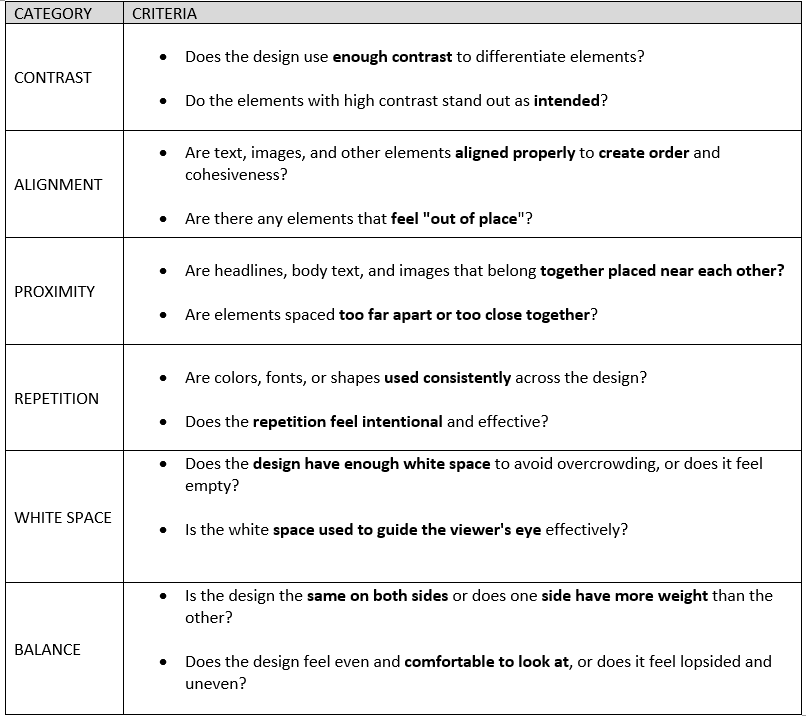 CATEGORY CRITERIA
CONTRAST
• Does the design use enough contrast to differentiate elements?
• Do the elements with high contrast stand out as intended?
ALIGNMENT
• Are text, images, and other elements aligned properly to create order and
cohesiveness?
• Are there any elements that feel "out of place"?
PROXIMITY
• Are headlines, body text, and images that belong together placed near each other?
• Are elements spaced too far apart or too close together?
REPETITION
• Are colors, fonts, or shapes used consistently across the design?
• Does the repetition feel intentional and effective?
WHITE SPACE
• Does the design have enough white space to avoid overcrowding, or does it feel
empty?
• Is the white space used to guide the viewer's eye effectively?
BALANCE
• Is the design the same on both sides or does one side have more weight than the
other?
• Does the design feel even and comfortable to look at, or does it feel lopsided and
uneven?